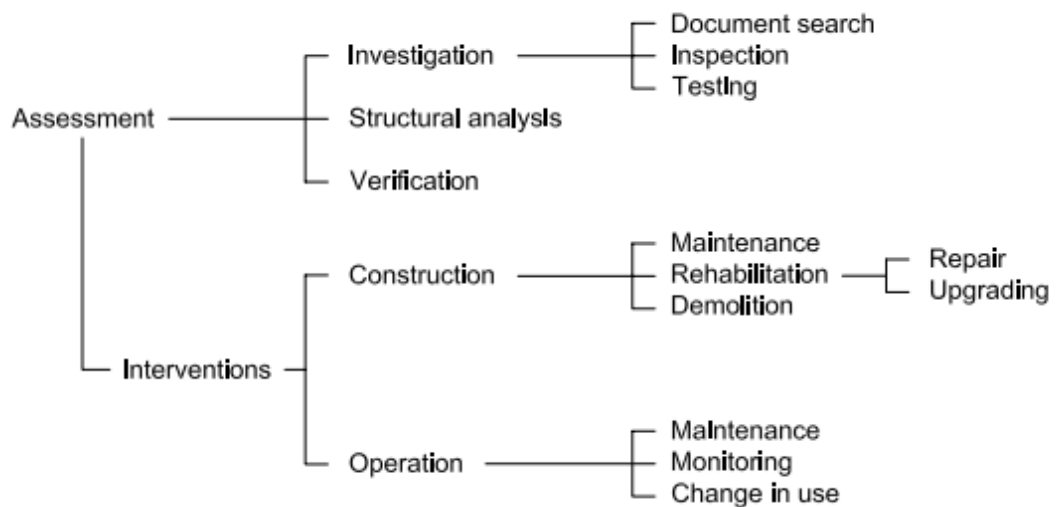 Document search
Investigation
Inspection
Testing
Assessment
Structural analysis
Verification
Maintenance
Construction
Rehabilitation
Repair
Demolition
Upgrading
Interventions
Maintenance
Operation
Monitoring
Change in use